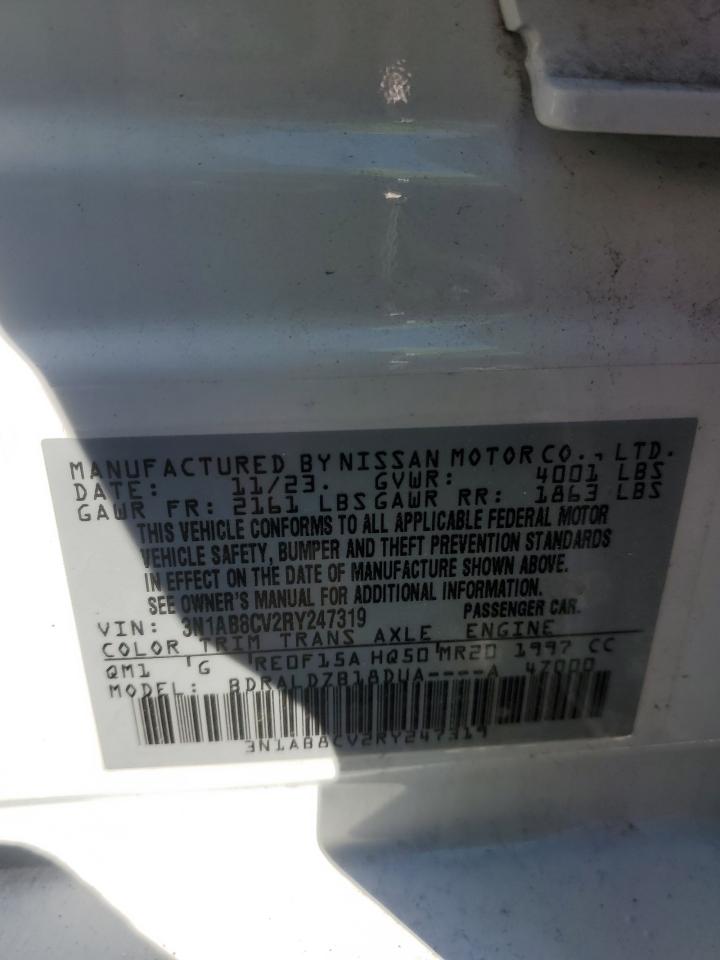 MANUFACTURED BY NISSAN MOTOR CO., LTD.
DATE: 11/23. GVWR: 4001 LBS
GAWR FR: 2161 LBS GAWR RR: 1863 LBS
THIS VEHICLE CONFORMS TO ALL APPLICABLE FEDERAL MOTOR
VEHICLE SAFETY, BUMPER AND THEFT PREVENTION STANDARDS
IN EFFECT ON THE DATE OF MANUFACTURE SHOWN ABOVE.
SEE OWNER'S MANUAL FOR ADDITIONAL INFORMATION.
VIN: 3N1AB8CV2RY247319 PASSENGER CAR.
COLOR TRIM TRANS AXLE ENGINE
QM1 G RE0F15A HQ50 MR20 1997 CC
MODEL: BDRALDZB18DUA----A 47000
3N1AB8CV2RY247319